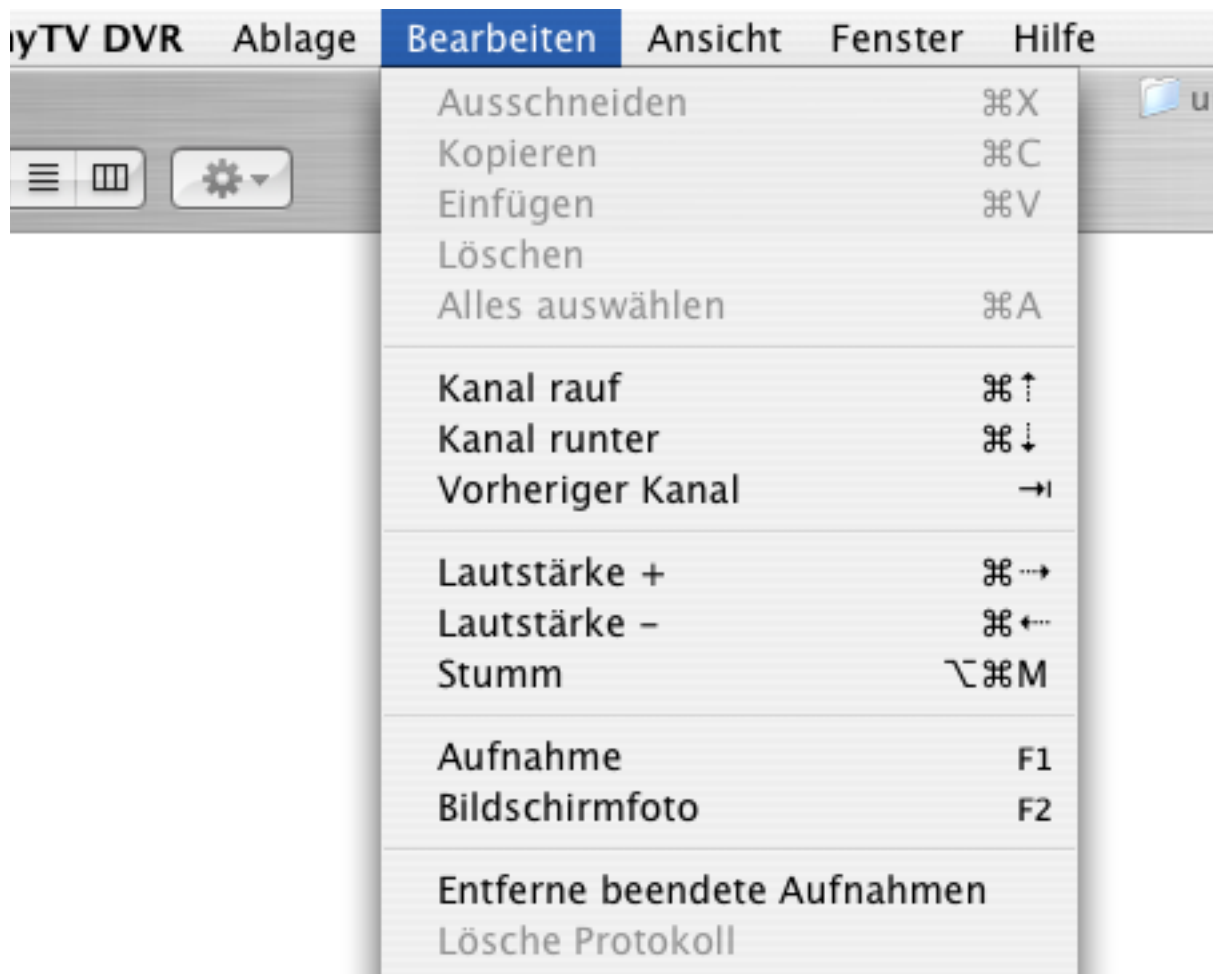 yTV DVR Ablage Bearbeiten Ansicht Fenster Hilfe
Ausschneiden ⌘X
Kopieren ⌘C
Einfügen ⌘V
Löschen
Alles auswählen ⌘A
Kanal rauf ⌘⇡
Kanal runter ⌘⇣
Vorheriger Kanal ⇥
Lautstärke + ⌘⇢
Lautstärke – ⌘⇠
Stumm ⌥⌘M
Aufnahme F1
Bildschirmfoto F2
Entferne beendete Aufnahmen
Lösche Protokoll